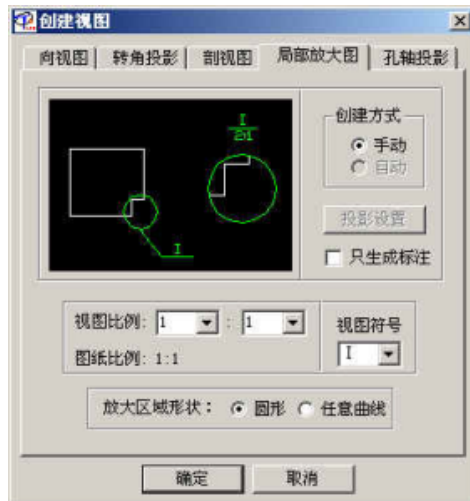 创建视图
向视图 转角投影 剖视图 局部放大图 孔轴投影
I
2:1
I
创建方式
手动
自动
投影设置
只生成标注
视图比例: 1 : 1
图纸比例: 1:1
视图符号
I
放大区域形状: 圆形 任意曲线
确定 取消